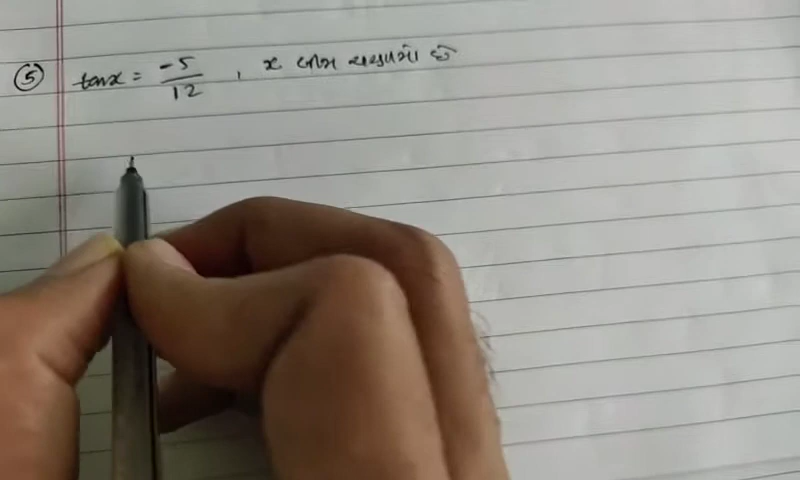 ⑤ tanx = -5/12 , x બીજા ચરણમાં છે